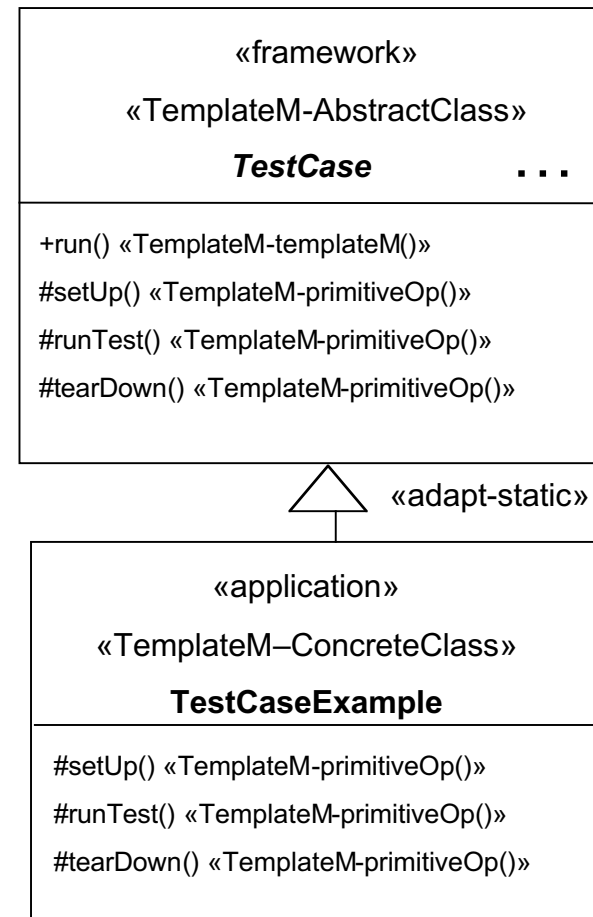 «framework»
«TemplateM-AbstractClass»
TestCase ...
+run() «TemplateM-templateM()»
#setUp() «TemplateM-primitiveOp()»
#runTest() «TemplateM-primitiveOp()»
#tearDown() «TemplateM-primitiveOp()»
«adapt-static»
«application»
«TemplateM–ConcreteClass»
TestCaseExample
#setUp() «TemplateM-primitiveOp()»
#runTest() «TemplateM-primitiveOp()»
#tearDown() «TemplateM-primitiveOp()»